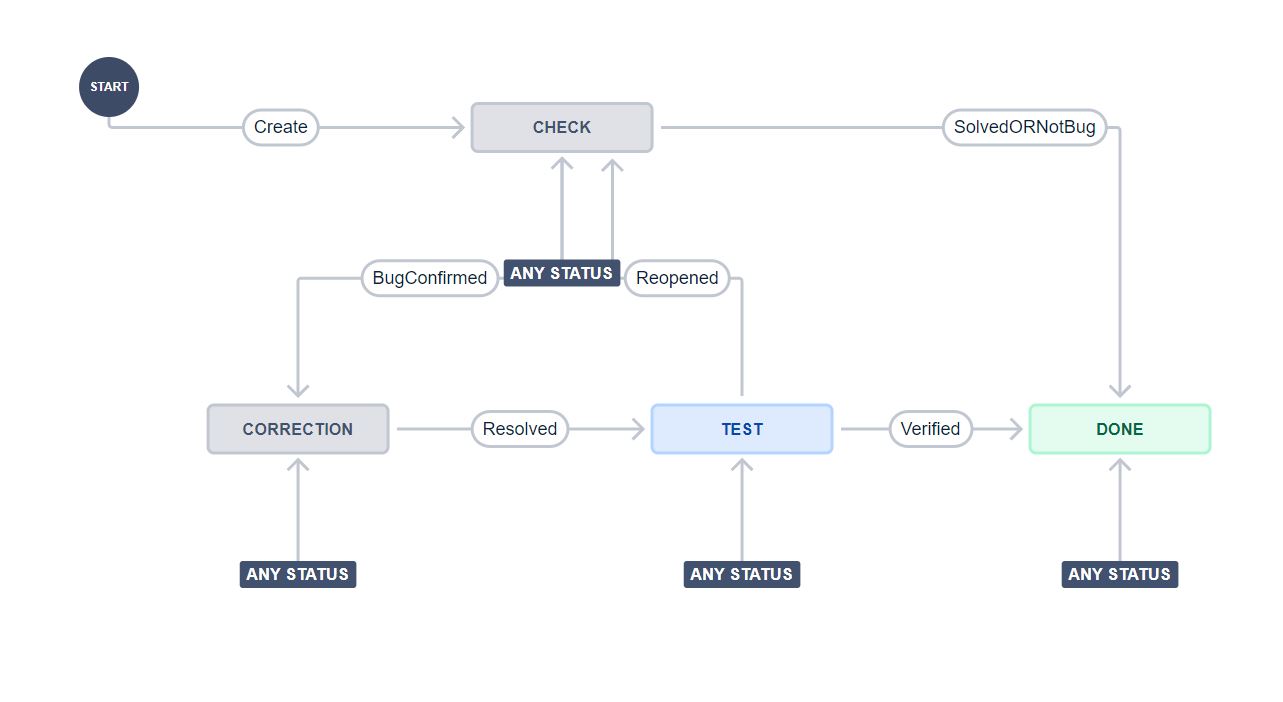 START
Create
CHECK
SolvedORNotBug
BugConfirmed
ANY STATUS
Reopened
CORRECTION
Resolved
TEST
Verified
DONE
ANY STATUS
ANY STATUS
ANY STATUS